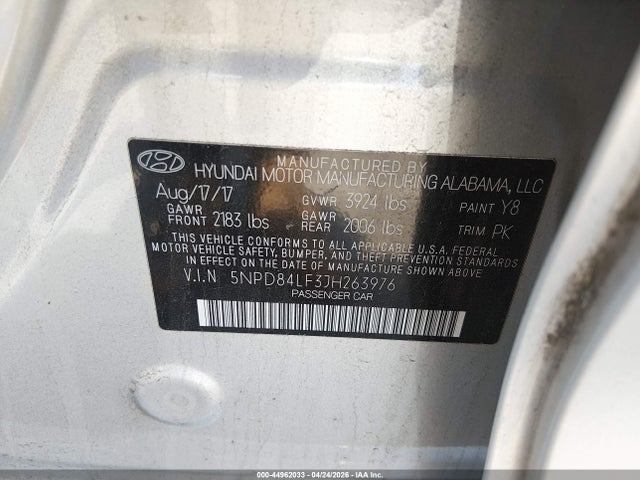 MANUFACTURED BY
HYUNDAI MOTOR MANUFACTURING ALABAMA, LLC
Aug/17/17 GVWR 3924 lbs PAINT Y8
GAWR FRONT 2183 lbs GAWR REAR 2006 lbs TRIM PK
THIS VEHICLE CONFORMS TO ALL APPLICABLE U.S.A. FEDERAL
MOTOR VEHICLE SAFETY, BUMPER, AND THEFT PREVENTION STANDARDS
IN EFFECT ON THE DATE OF MANUFACTURE SHOWN ABOVE.
V.I.N 5NPD84LF3JH263976
PASSENGER CAR
000-44962033 - 04/24/2026 - IAAI.COM